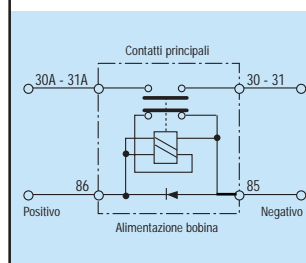 Contatti principali
30A - 31A 30 - 31
86 85
Positivo Negativo
Alimentazione bobina